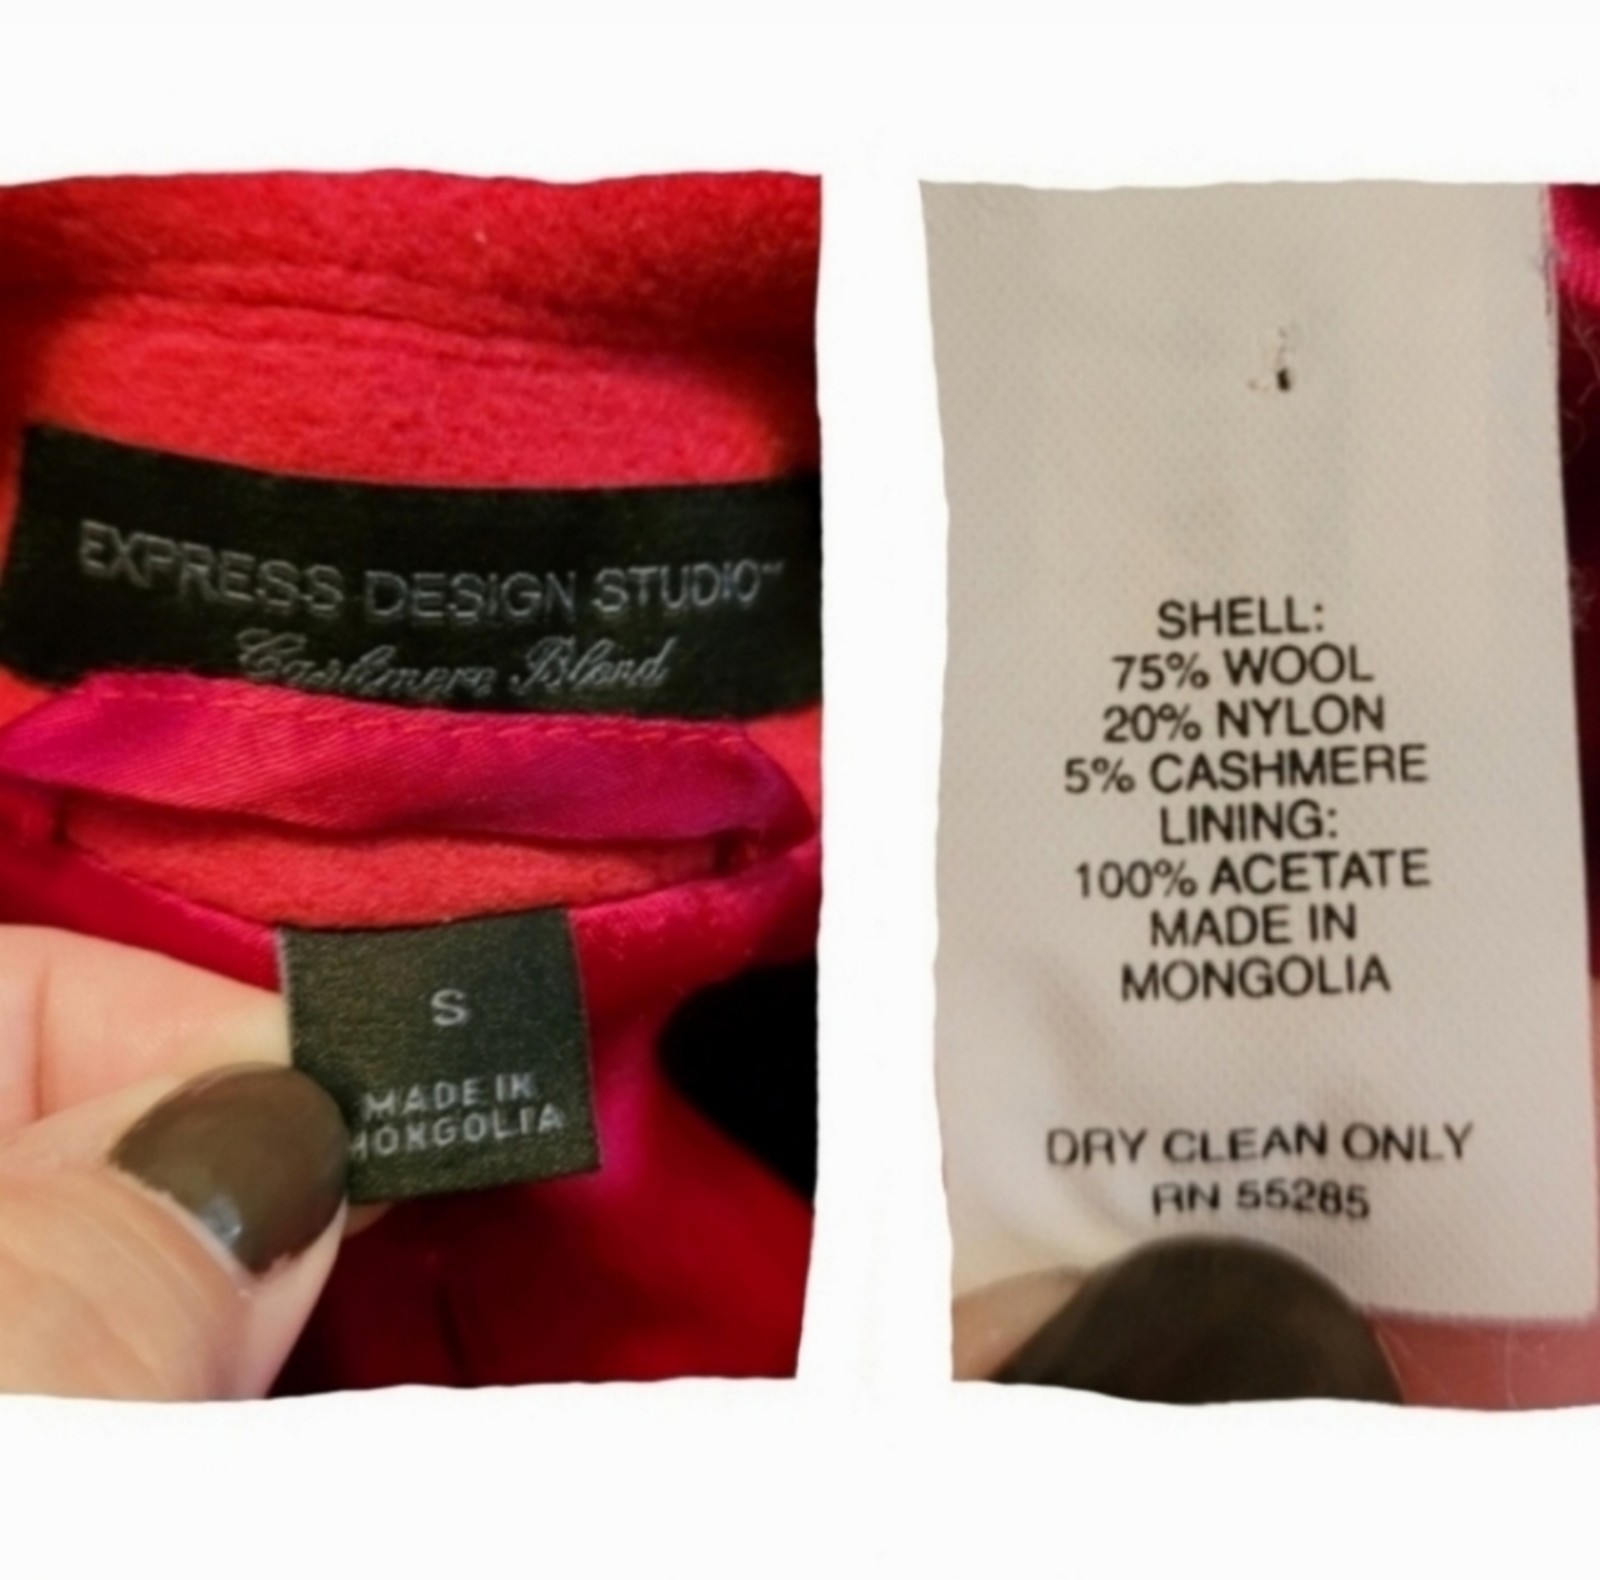 EXPRESS DESIGN STUDIO™
Cashmere Blend
S
MADE IN
MONGOLIA
SHELL:
75% WOOL
20% NYLON
5% CASHMERE
LINING:
100% ACETATE
MADE IN
MONGOLIA
DRY CLEAN ONLY
RN 55285